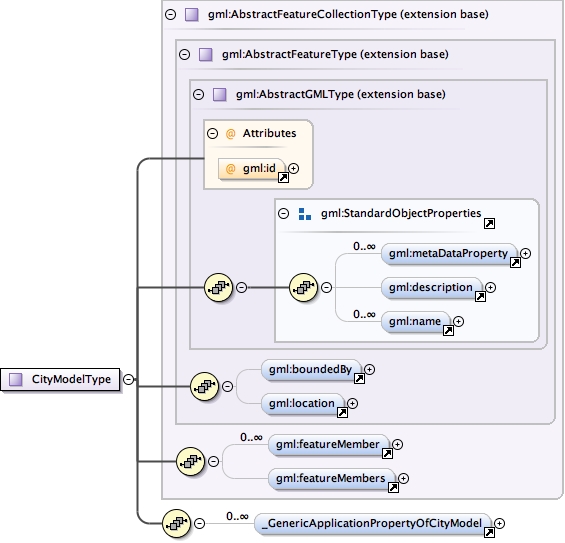 gml:AbstractFeatureCollectionType (extension base)
gml:AbstractFeatureType (extension base)
gml:AbstractGMLType (extension base)
@ Attributes
@ gml:id
gml:StandardObjectProperties
0..∞ gml:metaDataProperty
gml:description
0..∞ gml:name
CityModelType
gml:boundedBy
gml:location
0..∞ gml:featureMember
gml:featureMembers
0..∞ _GenericApplicationPropertyOfCityModel